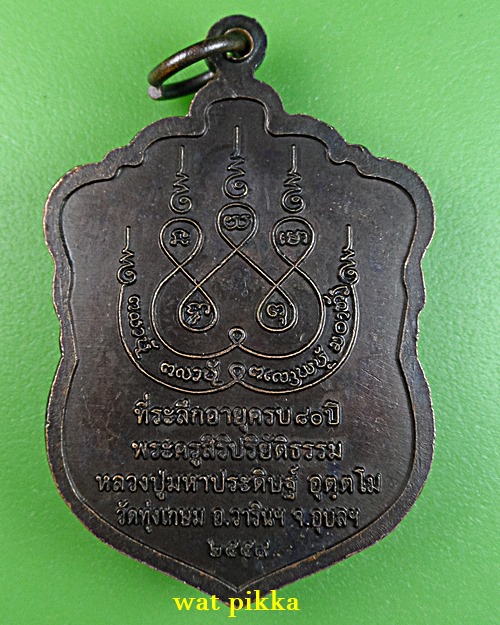 ที่ระลึกอายุครบ ๘๐ ปี
พระครูสิริปริยัติธรรม
หลวงปู่มหาประดิษฐ์ อุตฺตโม
วัดทุ่งเกษม อ.วารินฯ จ.อุบลฯ
๒๕๕๙
wat pikka